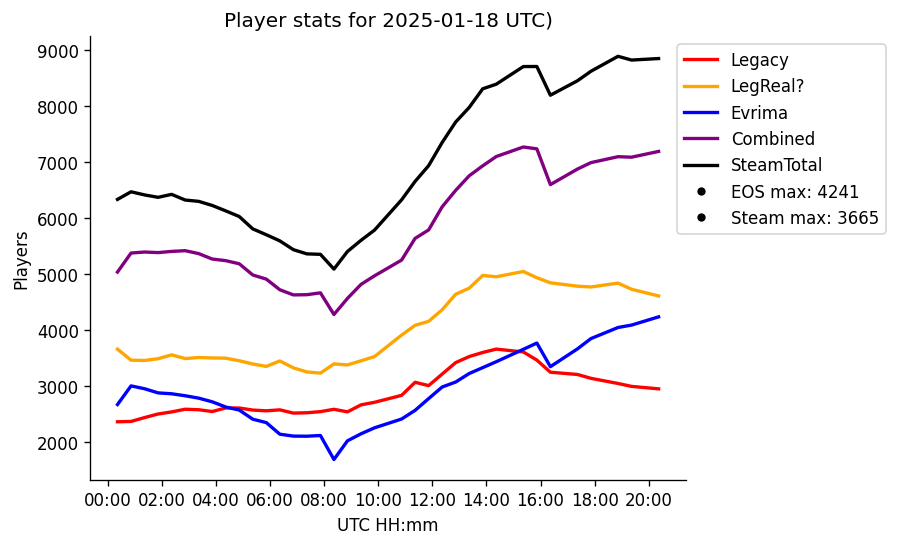 Player stats for 2025-01-18 UTC)
9000
8000
7000
6000
5000
4000
3000
2000
Players
00:00 02:00 04:00 06:00 08:00 10:00 12:00 14:00 16:00 18:00 20:00
UTC HH:mm
Legacy
LegReal?
Evrima
Combined
SteamTotal
EOS max: 4241
Steam max: 3665